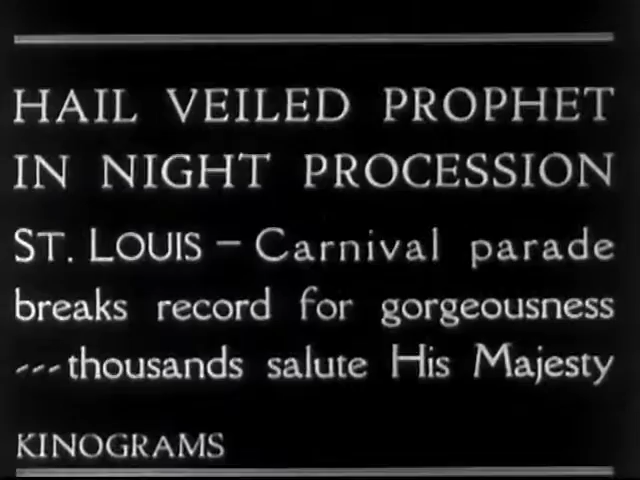 HAIL VEILED PROPHET
IN NIGHT PROCESSION
ST. LOUIS – Carnival parade
breaks record for gorgeousness
---thousands salute His Majesty
KINOGRAMS